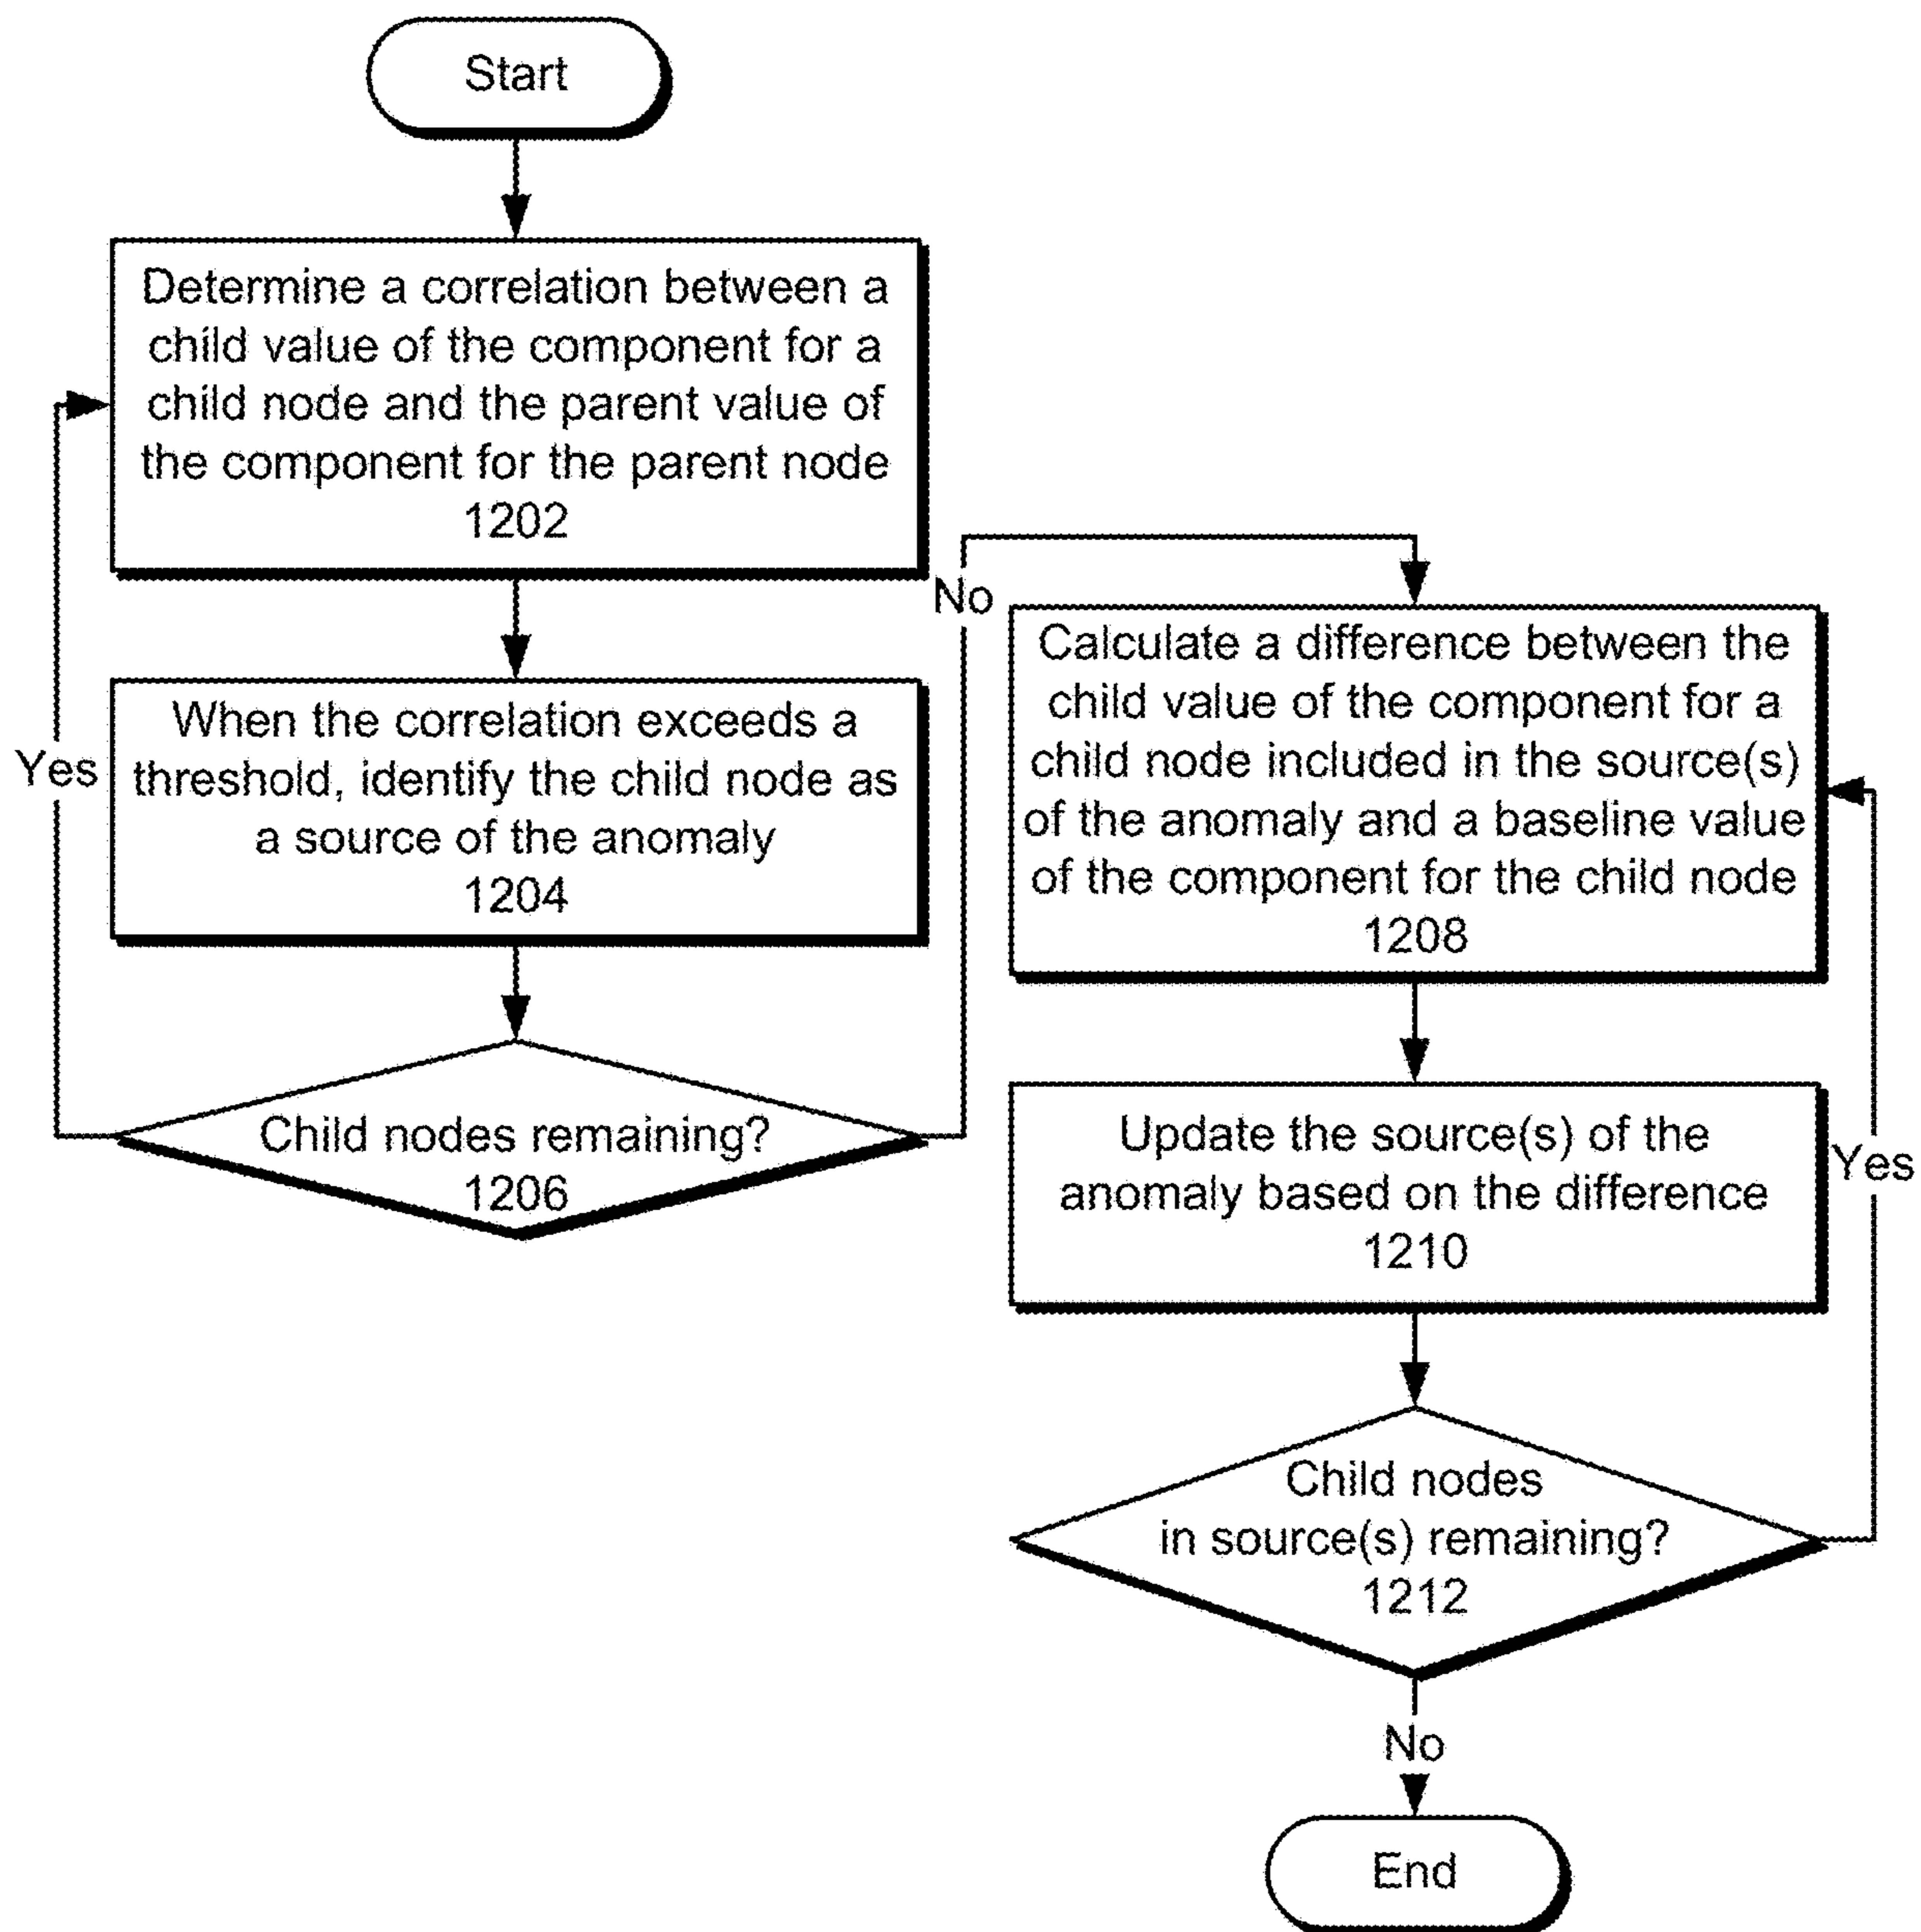 Start
Determine a correlation between a
child value of the component for a
child node and the parent value of
the component for the parent node
1202
When the correlation exceeds a
threshold, identify the child node as
a source of the anomaly
1204
Yes
Child nodes remaining?
1206
No
Calculate a difference between the
child value of the component for a
child node included in the source(s)
of the anomaly and a baseline value
of the component for the child node
1208
Update the source(s) of the
anomaly based on the difference
1210
Yes
Child nodes
in source(s) remaining?
1212
No
End